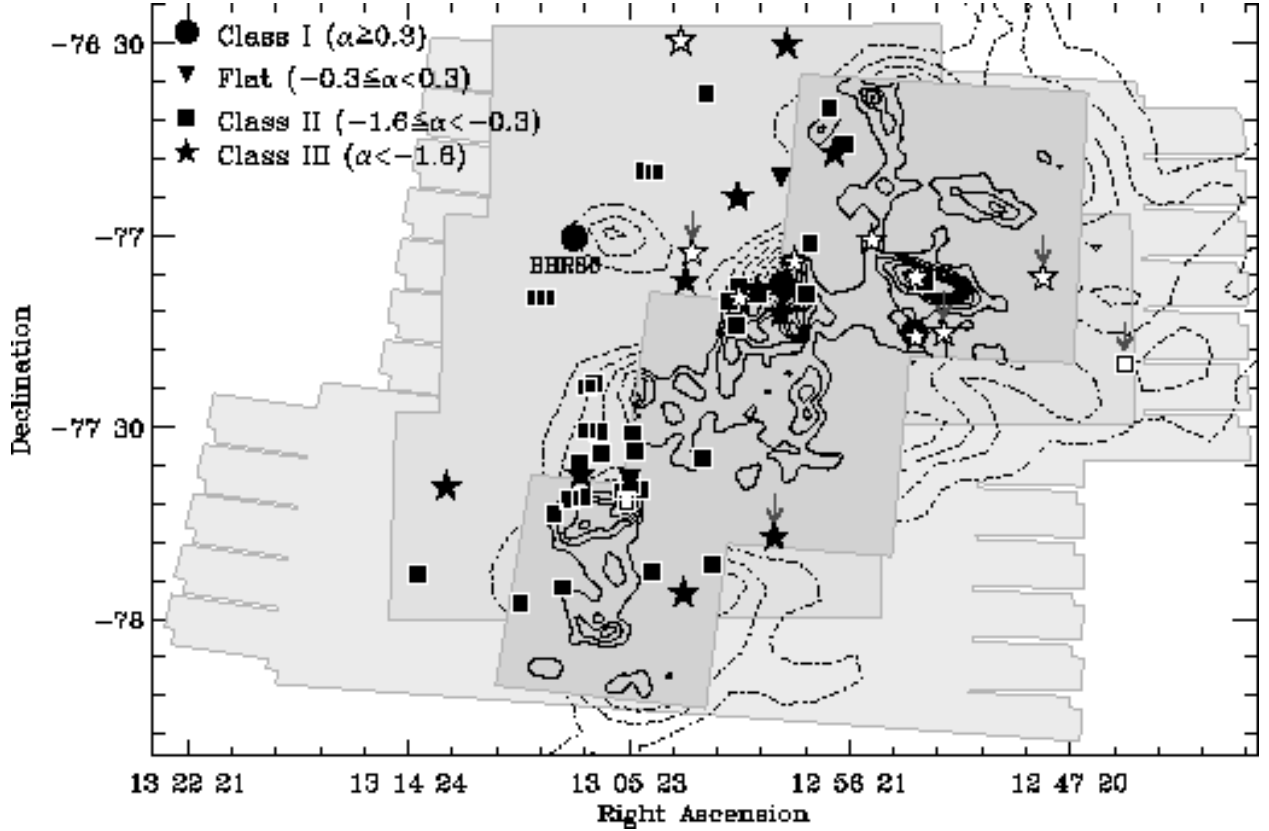 -76 30
Class I (α≥0.3)
Flat (-0.3≦α<0.3)
Class II (-1.6≦α<-0.3)
Class III (α<-1.6)
-77
BHR86
-77 30
-78
Declination
13 22 21
13 14 24
13 05 23
12 56 21
12 47 20
Right Ascension